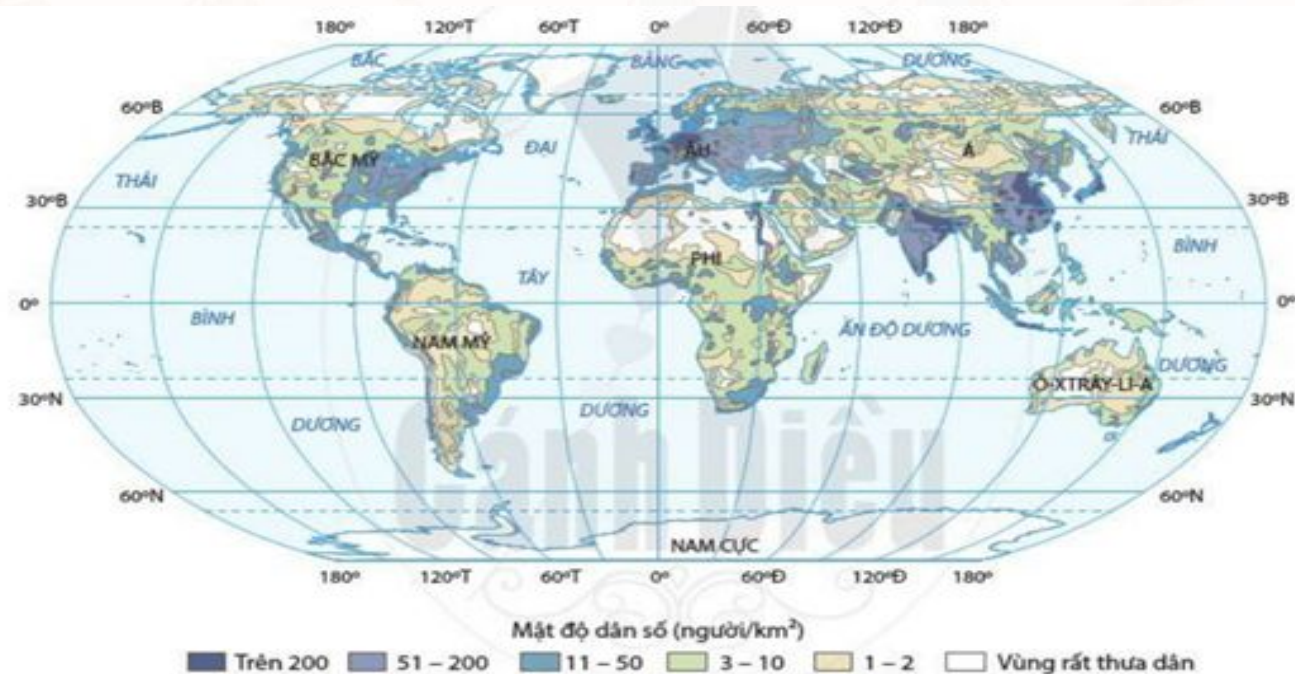 180° 120°T 60°T 0° 60°Đ 120°Đ 180°
BẮC BĂNG DƯƠNG
60°B 60°B
ĐẠI THÁI
BẮC MỸ ÂU Á
THÁI
30°B 30°B
BÌNH
PHI
TÂY
0° 0°
BÌNH ẤN ĐỘ DƯƠNG
NAM MỸ
DƯƠNG
Ô-XTRÂY-LI-A
30°N 30°N
DƯƠNG DƯƠNG
Cánh Diều
60°N 60°N
NAM CỰC
180° 120°T 60°T 0° 60°Đ 120°Đ 180°
Mật độ dân số (người/km²)
Trên 200 51 – 200 11 – 50 3 – 10 1 – 2 Vùng rất thưa dân